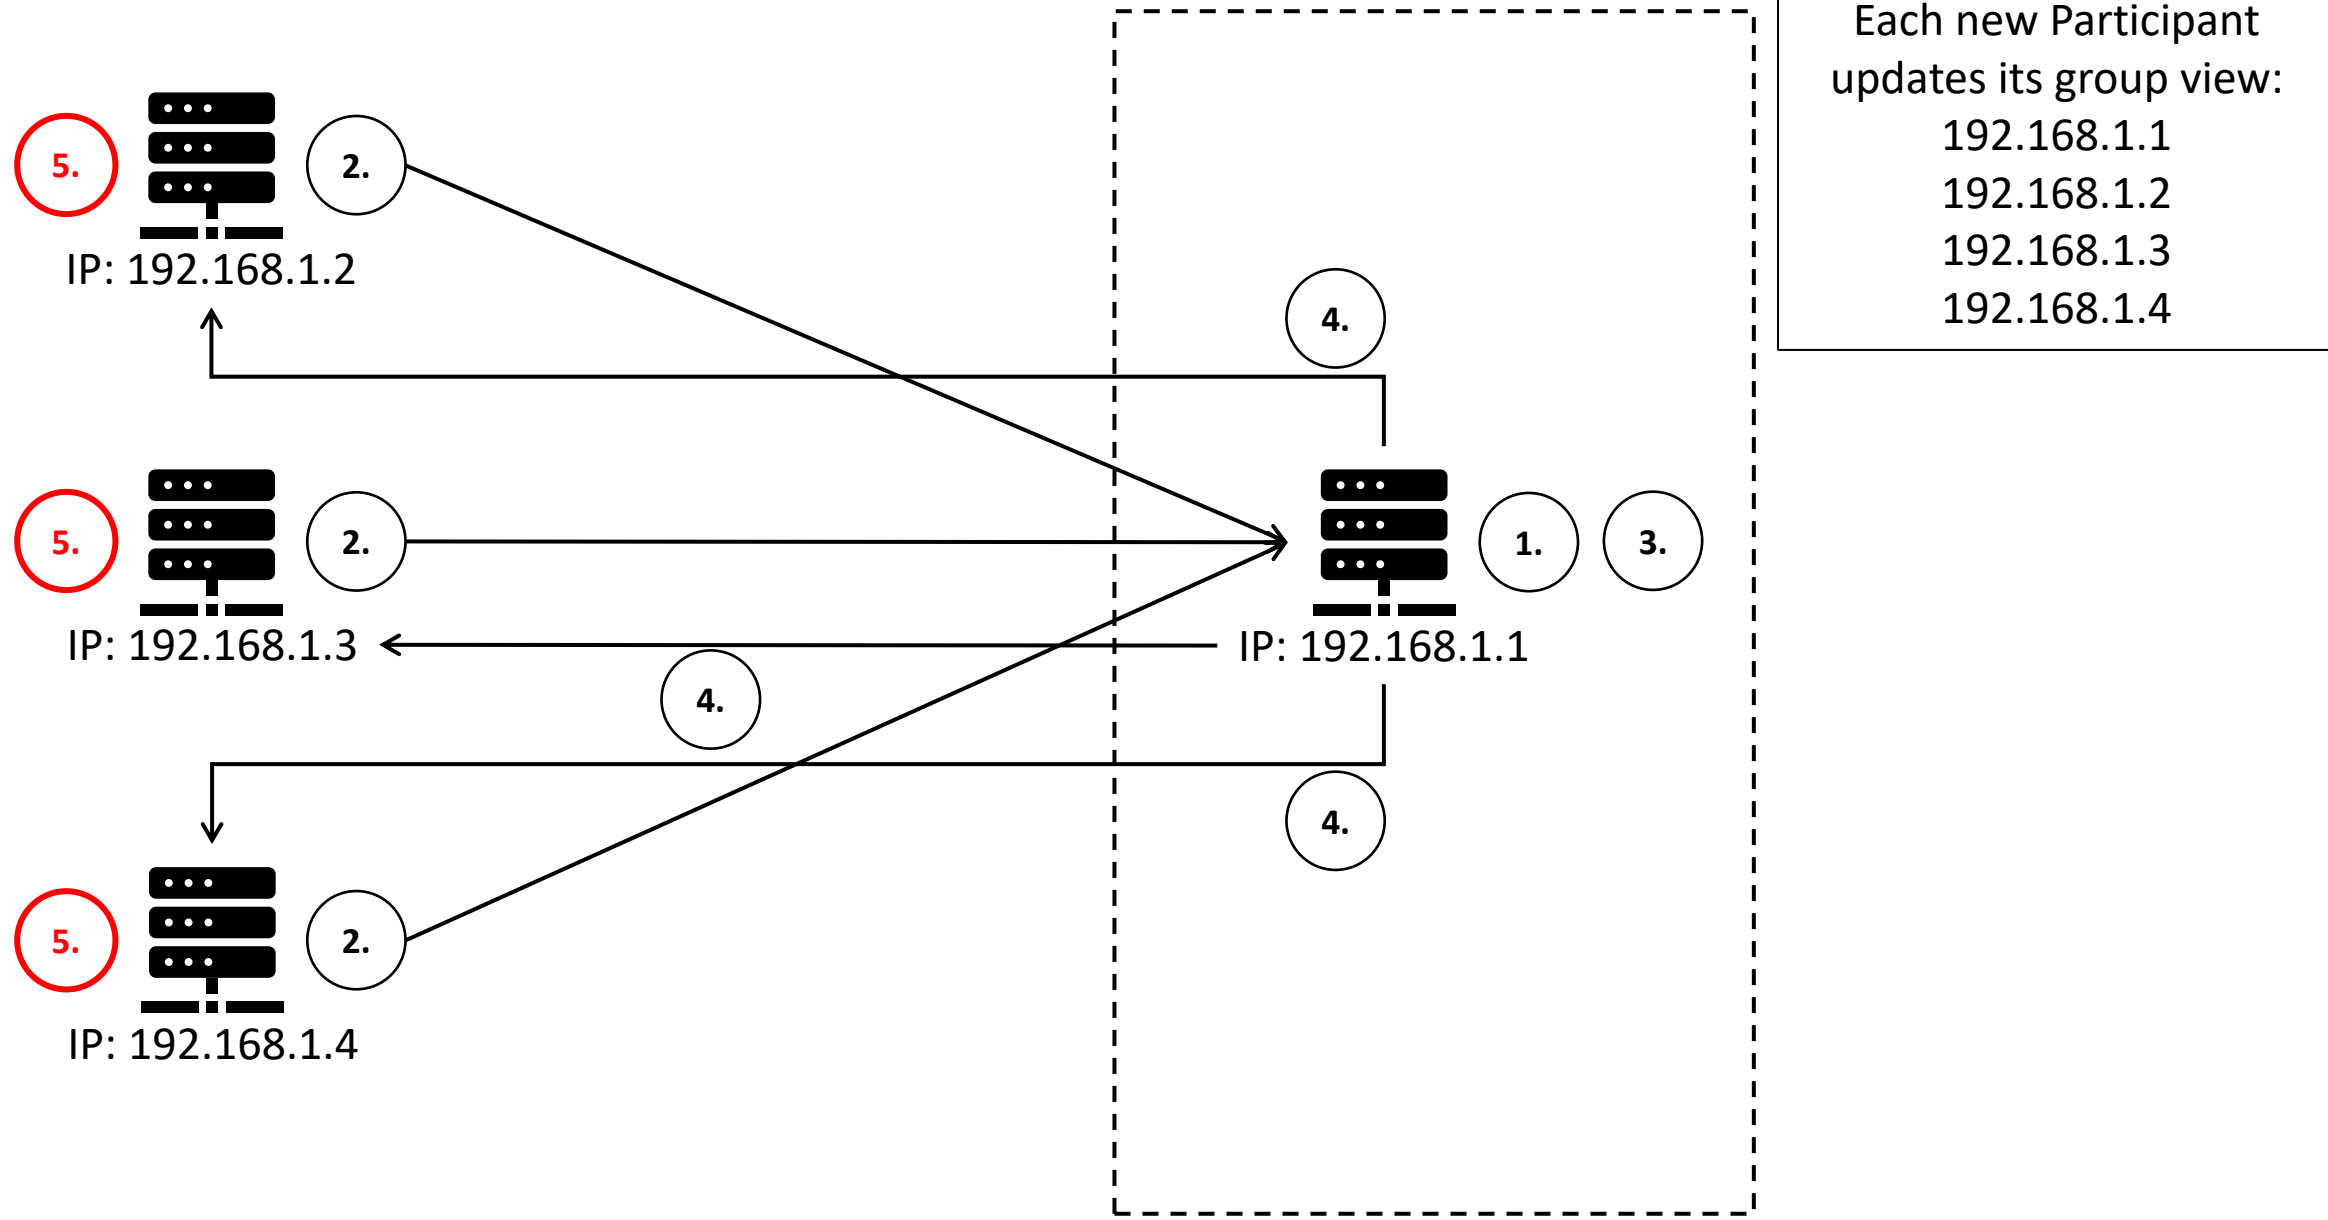 Each new Participant
updates its group view:
192.168.1.1
192.168.1.2
192.168.1.3
192.168.1.4
5.
2.
IP: 192.168.1.2
4.
5.
2.
1.
3.
IP: 192.168.1.3
IP: 192.168.1.1
4.
4.
5.
2.
IP: 192.168.1.4